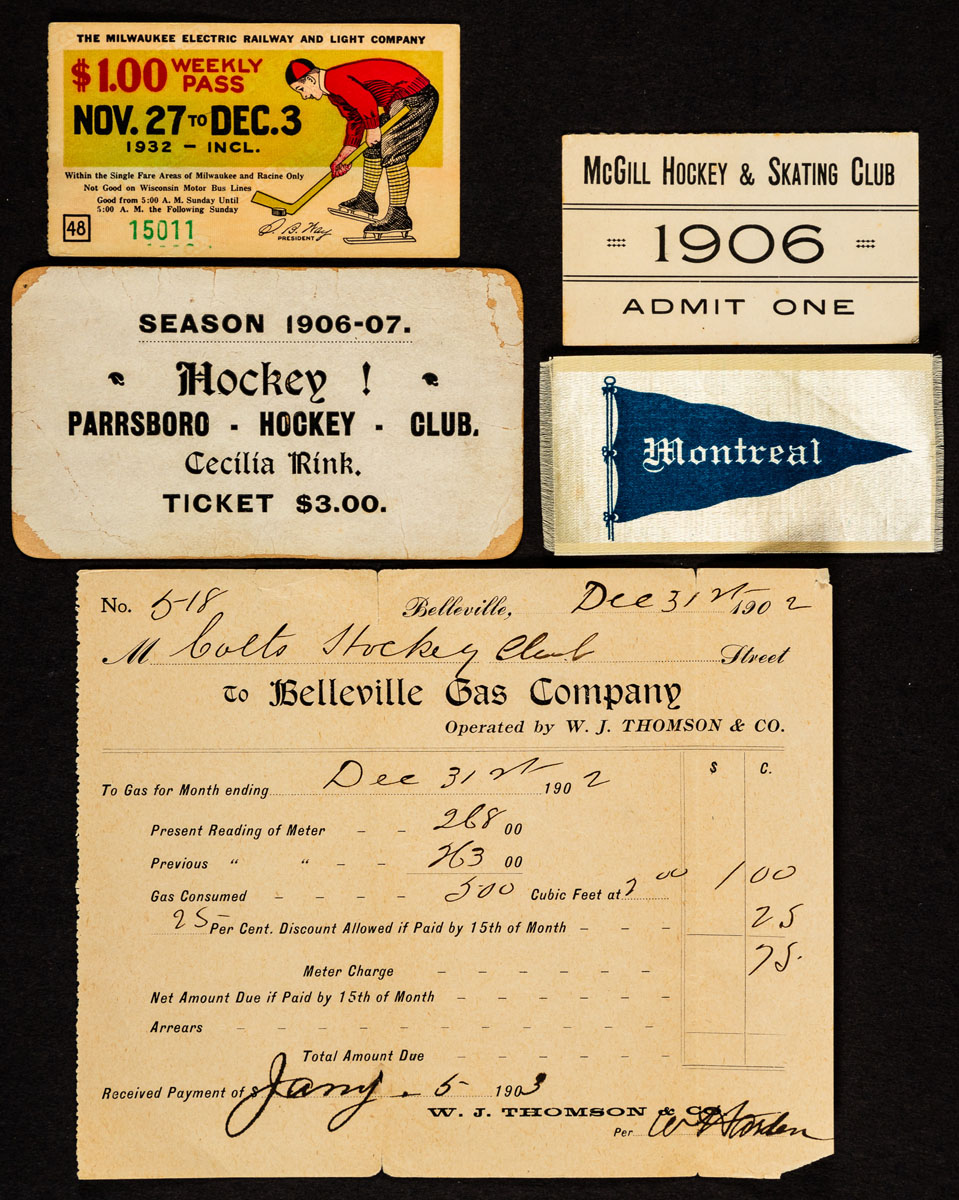 THE MILWAUKEE ELECTRIC RAILWAY AND LIGHT COMPANY
$1.00 WEEKLY PASS
NOV. 27 TO DEC. 3
1932 — INCL.
Within the Single Fare Areas of Milwaukee and Racine Only
Not Good on Wisconsin Motor Bus Lines
Good from 5:00 A. M. Sunday Until
5:00 A. M. the Following Sunday
48
15011
PRESIDENT
McGILL HOCKEY & SKATING CLUB
1906
ADMIT ONE
SEASON 1906-07.
Hockey !
PARRSBORO - HOCKEY - CLUB.
Cecilia Rink.
TICKET $3.00.
Montreal
No. 518 Belleville, Dec 31st 1902
M Colts Hockey Club Street
To Belleville Gas Company
Operated by W. J. THOMSON & CO.
$ C.
To Gas for Month ending Dec 31st 1902
Present Reading of Meter - - 268 00
Previous " " - - 263 00
Gas Consumed - - - - 500 Cubic Feet at 2 00 1 00
25 Per Cent. Discount Allowed if Paid by 15th of Month - - - 25
75
Meter Charge - - - - - -
Net Amount Due if Paid by 15th of Month - - - - - -
Arrears - - - - - - - - - - -
Total Amount Due - - - - - -
Received Payment of $ Jany. 5 1903
W. J. THOMSON & CO.
Per